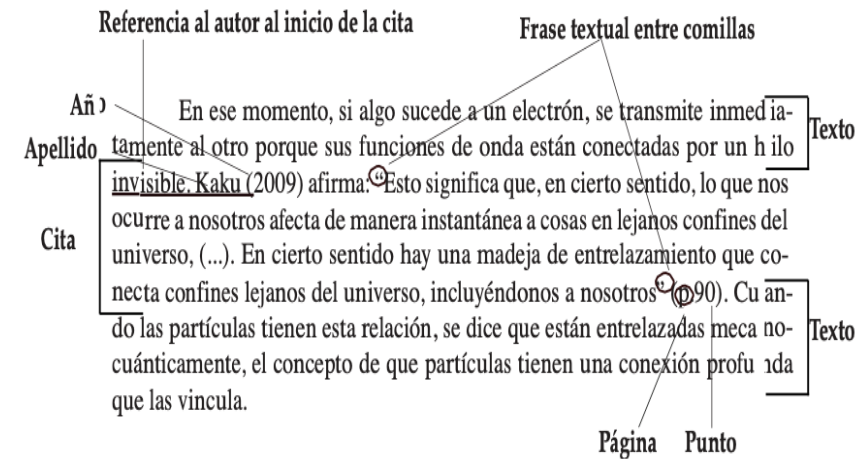 Referencia al autor al inicio de la cita
Frase textual entre comillas
Año
En ese momento, si algo sucede a un electrón, se transmite inmedia-
Texto
Apellido
tamente al otro porque sus funciones de onda están conectadas por un hilo
invisible. Kaku (2009) afirma: “Esto significa que, en cierto sentido, lo que nos
ocurre a nosotros afecta de manera instantánea a cosas en lejanos confines del
Cita
universo, (...). En cierto sentido hay una madeja de entrelazamiento que co-
necta confines lejanos del universo, incluyéndonos a nosotros” (p90). Cuan-
do las partículas tienen esta relación, se dice que están entrelazadas mecano-
Texto
cuánticamente, el concepto de que partículas tienen una conexión profunda
que las vincula.
Página
Punto